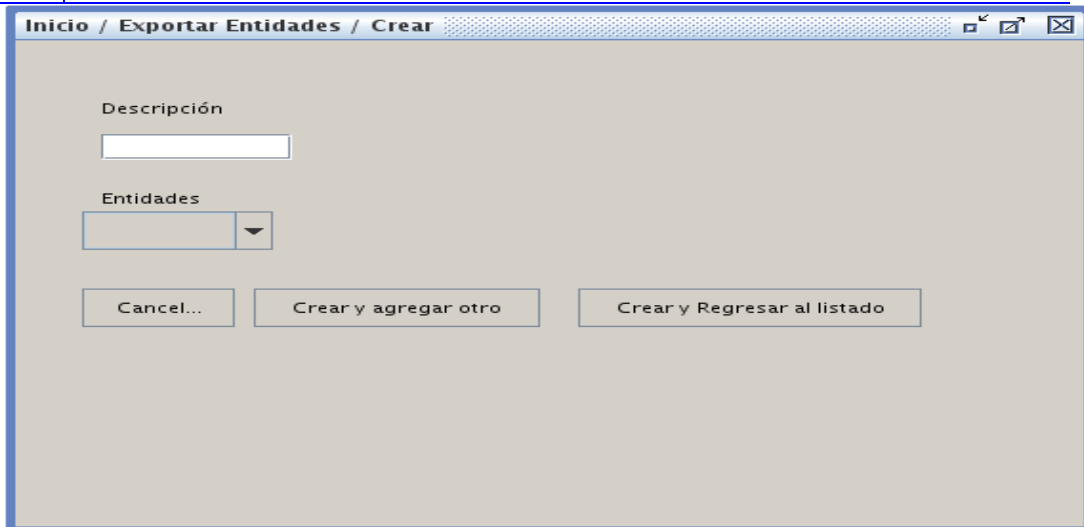 Inicio / Exportar Entidades / Crear
Descripción
Entidades
Cancel...
Crear y agregar otro
Crear y Regresar al listado